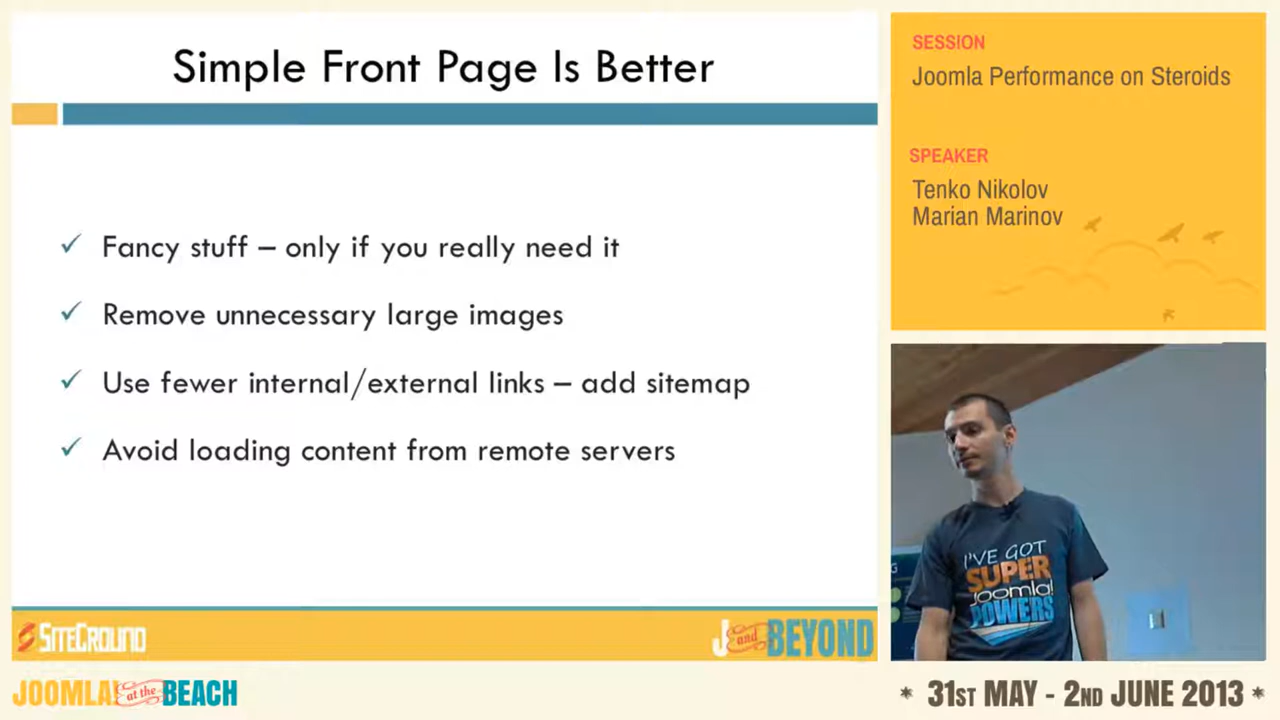 Simple Front Page Is Better
✓ Fancy stuff – only if you really need it
✓ Remove unnecessary large images
✓ Use fewer internal/external links – add sitemap
✓ Avoid loading content from remote servers
SITEGROUND
J and BEYOND
SESSION
Joomla Performance on Steroids
SPEAKER
Tenko Nikolov
Marian Marinov
I'VE GOT
SUPER
Joomla!
POWERS
JOOMLA! at the BEACH
* 31ST MAY - 2ND JUNE 2013 *